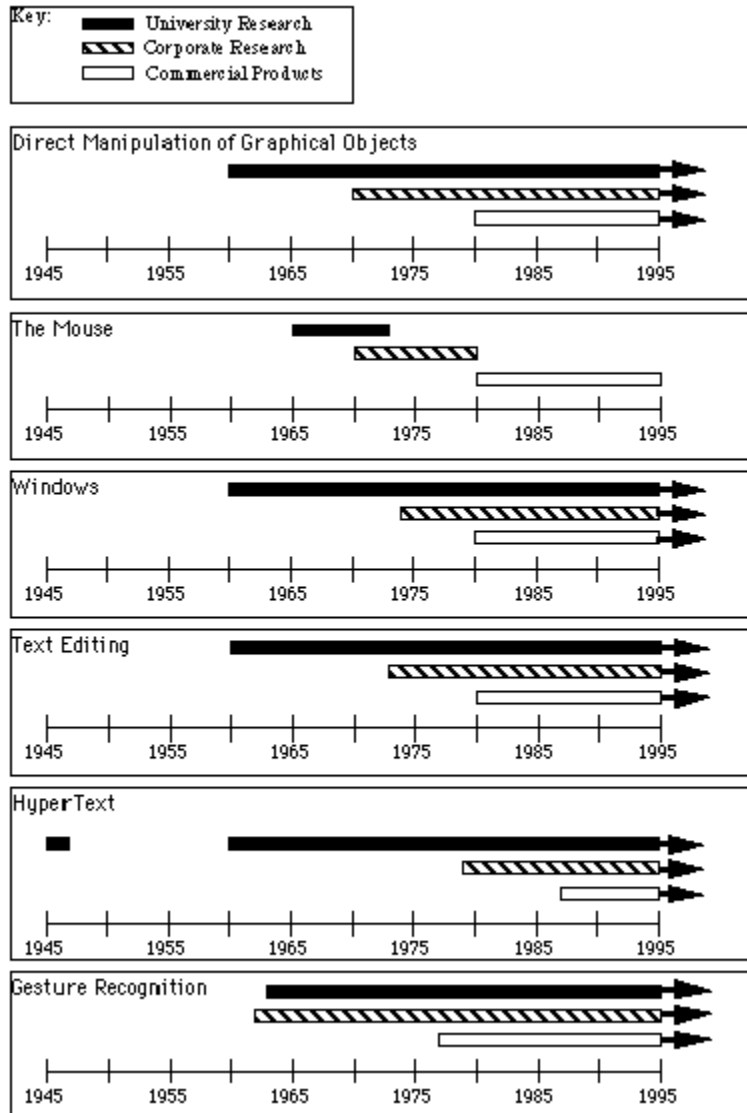 Key:
University Research
Corporate Research
Commercial Products
Direct Manipulation of Graphical Objects
1945 1955 1965 1975 1985 1995
The Mouse
1945 1955 1965 1975 1985 1995
Windows
1945 1955 1965 1975 1985 1995
Text Editing
1945 1955 1965 1975 1985 1995
HyperText
1945 1955 1965 1975 1985 1995
Gesture Recognition
1945 1955 1965 1975 1985 1995